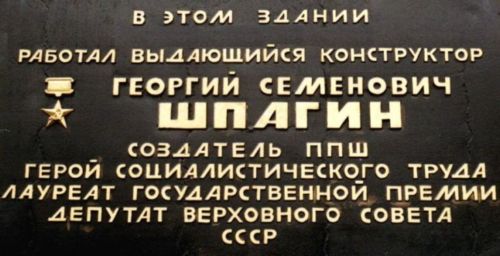 В ЭТОМ ЗДАНИИ
РАБОТАЛ ВЫДАЮЩИЙСЯ КОНСТРУКТОР
ГЕОРГИЙ СЕМЕНОВИЧ
ШПАГИН
СОЗДАТЕЛЬ ППШ
ГЕРОЙ СОЦИАЛИСТИЧЕСКОГО ТРУДА
ЛАУРЕАТ ГОСУДАРСТВЕННОЙ ПРЕМИИ
ДЕПУТАТ ВЕРХОВНОГО СОВЕТА
СССР